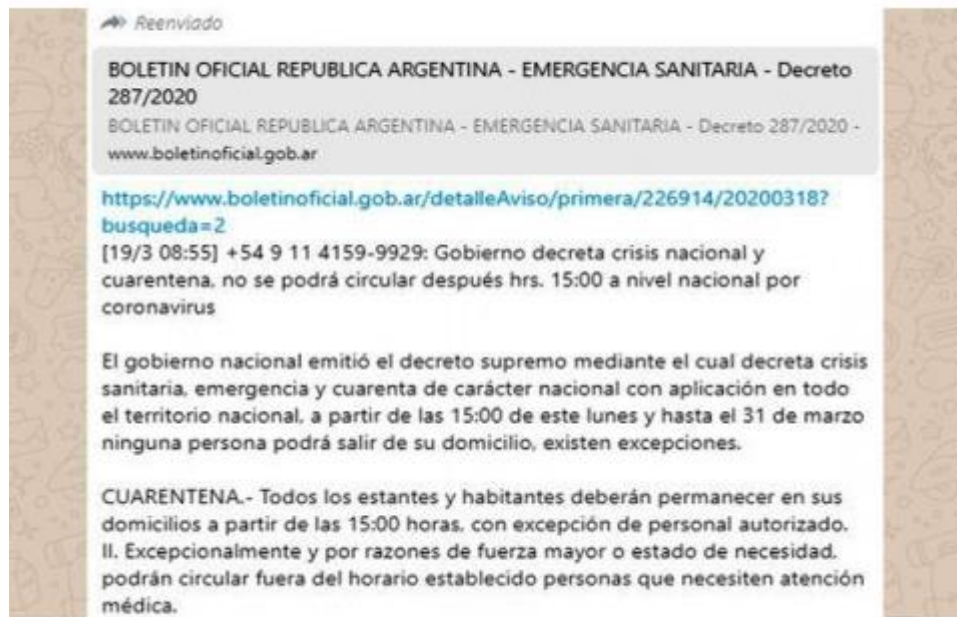 Reenviado
BOLETIN OFICIAL REPUBLICA ARGENTINA - EMERGENCIA SANITARIA - Decreto
287/2020
BOLETIN OFICIAL REPUBLICA ARGENTINA - EMERGENCIA SANITARIA - Decreto 287/2020 -
www.boletinoficial.gob.ar
https://www.boletinoficial.gob.ar/detalleAviso/primera/226914/20200318?
busqueda=2
[19/3 08:55] +54 9 11 4159-9929: Gobierno decreta crisis nacional y
cuarentena, no se podrá circular después hrs. 15:00 a nivel nacional por
coronavirus
El gobierno nacional emitió el decreto supremo mediante el cual decreta crisis
sanitaria, emergencia y cuarenta de carácter nacional con aplicación en todo
el territorio nacional, a partir de las 15:00 de este lunes y hasta el 31 de marzo
ninguna persona podrá salir de su domicilio, existen excepciones.
CUARENTENA.- Todos los estantes y habitantes deberán permanecer en sus
domicilios a partir de las 15:00 horas, con excepción de personal autorizado.
II. Excepcionalmente y por razones de fuerza mayor o estado de necesidad,
podrán circular fuera del horario establecido personas que necesiten atención
médica.